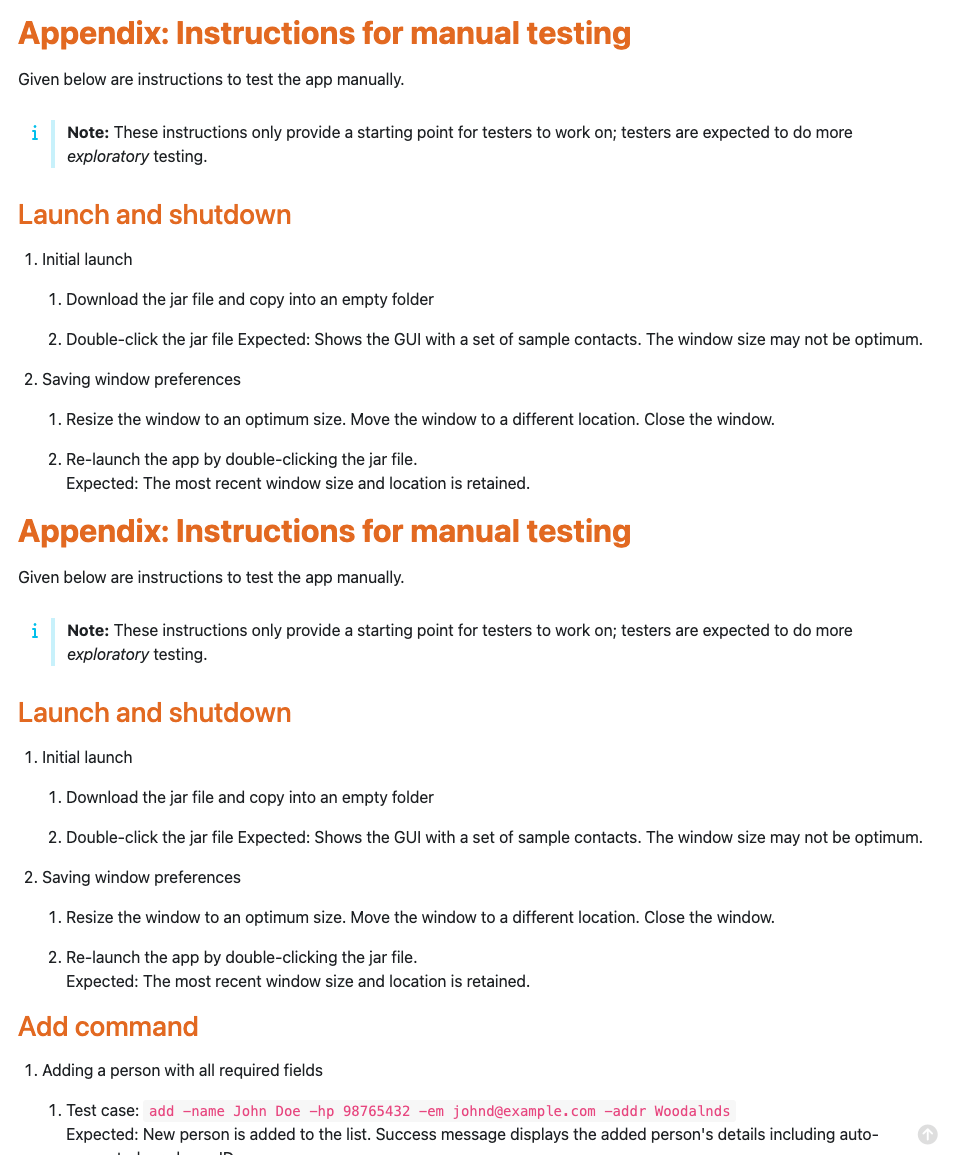 Appendix: Instructions for manual testing
Given below are instructions to test the app manually.
i Note: These instructions only provide a starting point for testers to work on; testers are expected to do more
exploratory testing.
Launch and shutdown
1. Initial launch
1. Download the jar file and copy into an empty folder
2. Double-click the jar file Expected: Shows the GUI with a set of sample contacts. The window size may not be optimum.
2. Saving window preferences
1. Resize the window to an optimum size. Move the window to a different location. Close the window.
2. Re-launch the app by double-clicking the jar file.
Expected: The most recent window size and location is retained.
Appendix: Instructions for manual testing
Given below are instructions to test the app manually.
i Note: These instructions only provide a starting point for testers to work on; testers are expected to do more
exploratory testing.
Launch and shutdown
1. Initial launch
1. Download the jar file and copy into an empty folder
2. Double-click the jar file Expected: Shows the GUI with a set of sample contacts. The window size may not be optimum.
2. Saving window preferences
1. Resize the window to an optimum size. Move the window to a different location. Close the window.
2. Re-launch the app by double-clicking the jar file.
Expected: The most recent window size and location is retained.
Add command
1. Adding a person with all required fields
1. Test case: add –name John Doe –hp 98765432 –em johnd@example.com –addr Woodalnds
Expected: New person is added to the list. Success message displays the added person's details including auto-